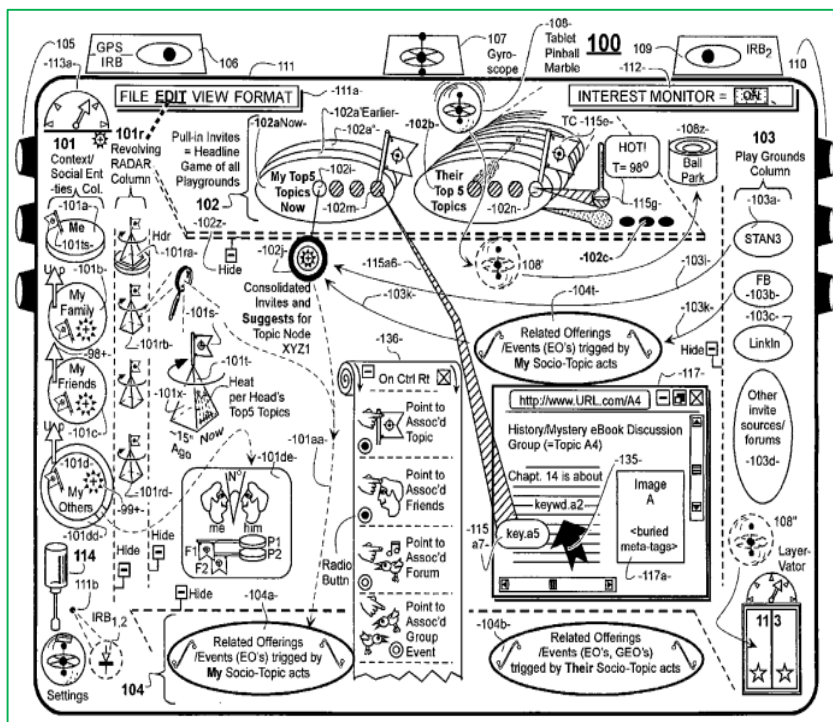 105
-113a-
GPS
IRB
106
111
107
Gyro-
scope
-108-
Tablet
Pinball
Marble
100
109
IRB2
-112-
110
FILE EDIT VIEW FORMAT
-111a-
INTEREST MONITOR = ON
101
Context/
Social Ent
-ties/ Col.
101r
Revolving
RADAR
Column
102aNow-
Pull-in Invites
= Headline
Game of all
Playgrounds
102
102a'Earlier-
-102a"-
-102i-
My Top5
Topics
Now
-102m-
-102b-
Their
Top 5
Topics
-102n-
TC -115e-
HOT!
T= 98°
-115g-
-102c-
-108z-
Ball
Park
103
Play Grounds
Column
-103a-
STAN3
-103i-
FB
-103b-
-103c-
LinkIn
-103k-
Hide
Other
invite
sources/
forums
-103d-
-101a-
Me
-101ts-
Hdr
-101ra-
-102z-
Hide
-102j-
Consolidated
Invites and
Suggests for
Topic Node
XYZ1
-115a6-
108'
-103k-
-104t-
Related Offerings
/Events (EO's) trigged by
My Socio-Topic acts
Up
-101b-
My
Family
-101rb-
-98+-
My
Friends
-101c-
Up
-101s-
-101t-
-101x-
Heat
per Head's
Top5 Topics
~15"
Ago
Now
-101aa-
-101d-
My
Others
-99+-
-101dd-
-101rd-
-101de-
"IN"
me
him
F1
F2
P1
P2
-136-
On Ctrl Rt
Point to
Assoc'd
Topic
Point to
Assoc'd
Friends
Point to
Assoc'd
Forum
Point to
Assoc'd
Group
Event
Radio
Buttn
-117-
http://www.URL.com/A4
History/Mystery eBook Discussion
Group (=Topic A4)
-135-
Chapt. 14 is about
keywd.a2
Image
A
<buried
meta-tags>
-115
a7-
key.a5
-117a-
108"
Layer-
Vator
113
114
111b
IRB1,2
Settings
Hide
Hide
Hide
104
-104a-
Related Offerings
/Events (EO's) trigged by
My Socio-Topic acts
-104b-
Related Offerings
/Events (EO's, GEO's)
trigged by Their Socio-Topic acts